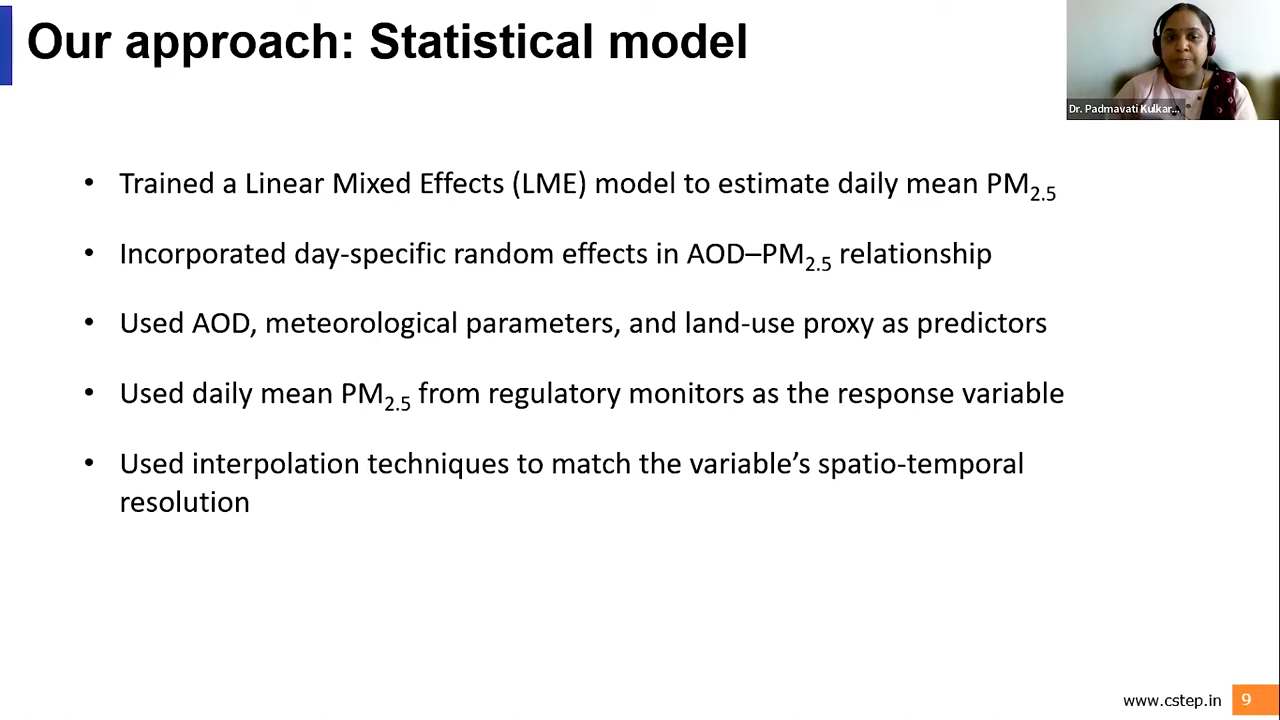 Our approach: Statistical model
Dr. Padmavati Kulkar...
• Trained a Linear Mixed Effects (LME) model to estimate daily mean PM2.5
• Incorporated day-specific random effects in AOD–PM2.5 relationship
• Used AOD, meteorological parameters, and land-use proxy as predictors
• Used daily mean PM2.5 from regulatory monitors as the response variable
• Used interpolation techniques to match the variable’s spatio-temporal
resolution
www.cstep.in 9